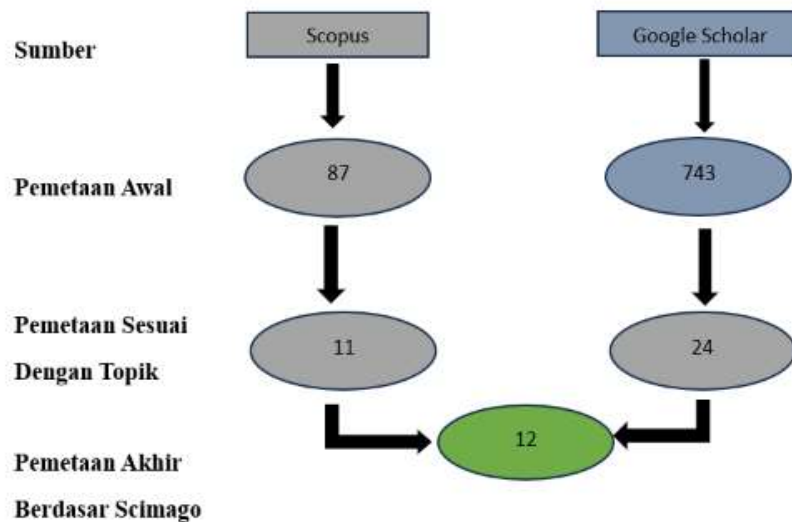 Sumber
Scopus
Google Scholar
Pemetaan Awal
87
743
Pemetaan Sesuai
Dengan Topik
11
24
Pemetaan Akhir
Berdasar Scimago
12